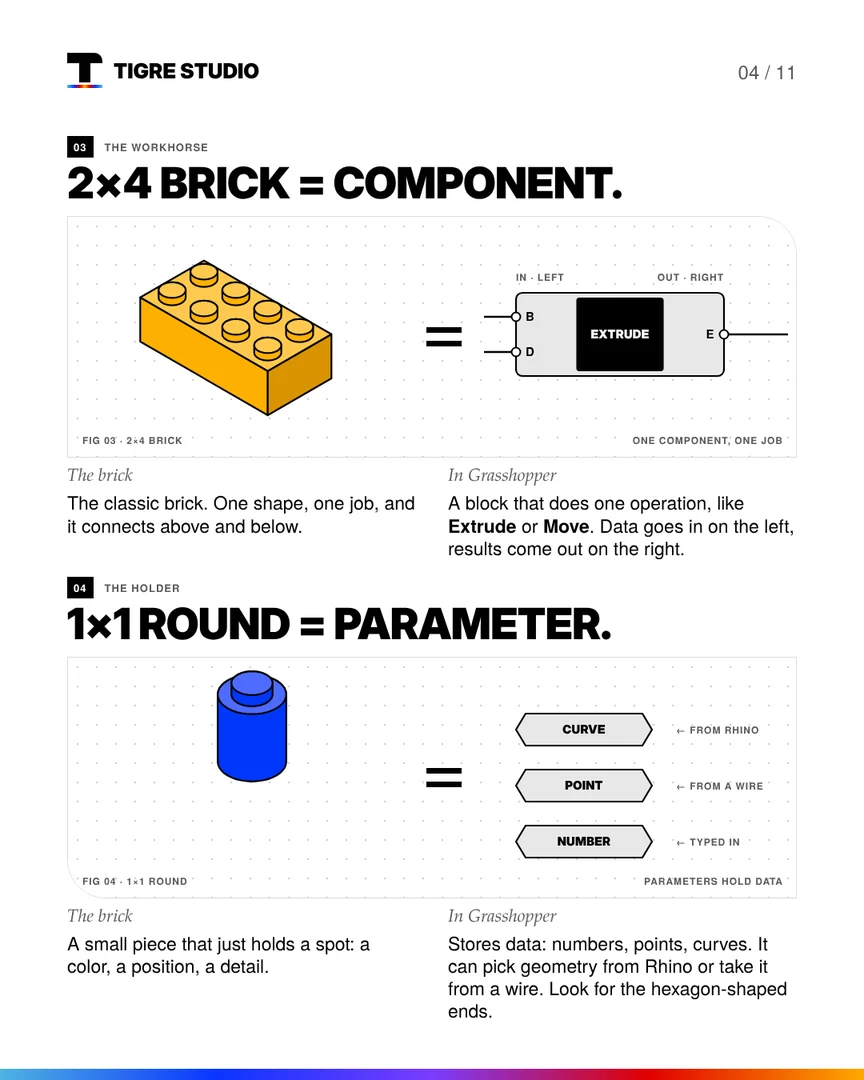 TIGRE STUDIO
04 / 11
03 THE WORKHORSE
2×4 BRICK = COMPONENT.
IN · LEFT
OUT · RIGHT
B
D
EXTRUDE
E
=
FIG 03 · 2×4 BRICK
ONE COMPONENT, ONE JOB
The brick
The classic brick. One shape, one job, and
it connects above and below.
In Grasshopper
A block that does one operation, like
Extrude or Move. Data goes in on the left,
results come out on the right.
04 THE HOLDER
1×1 ROUND = PARAMETER.
=
CURVE
← FROM RHINO
POINT
← FROM A WIRE
NUMBER
← TYPED IN
FIG 04 · 1×1 ROUND
PARAMETERS HOLD DATA
The brick
A small piece that just holds a spot: a
color, a position, a detail.
In Grasshopper
Stores data: numbers, points, curves. It
can pick geometry from Rhino or take it
from a wire. Look for the hexagon-shaped
ends.